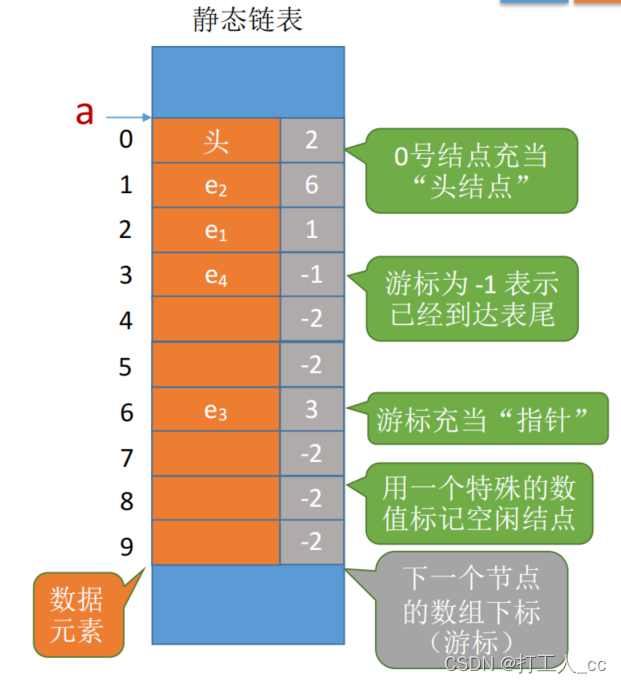 静态链表
a
0 头 2
0号结点充当
“头结点”
1 e₂ 6
2 e₁ 1
3 e₄ -1
游标为 -1 表示
已经到达表尾
4 -2
5 -2
6 e₃ 3
游标充当“指针”
7 -2
8 -2
用一个特殊的数
值标记空闲结点
9 -2
数据
元素
下一个节点
的数组下标
（游标）
CSDN @打工人_cc